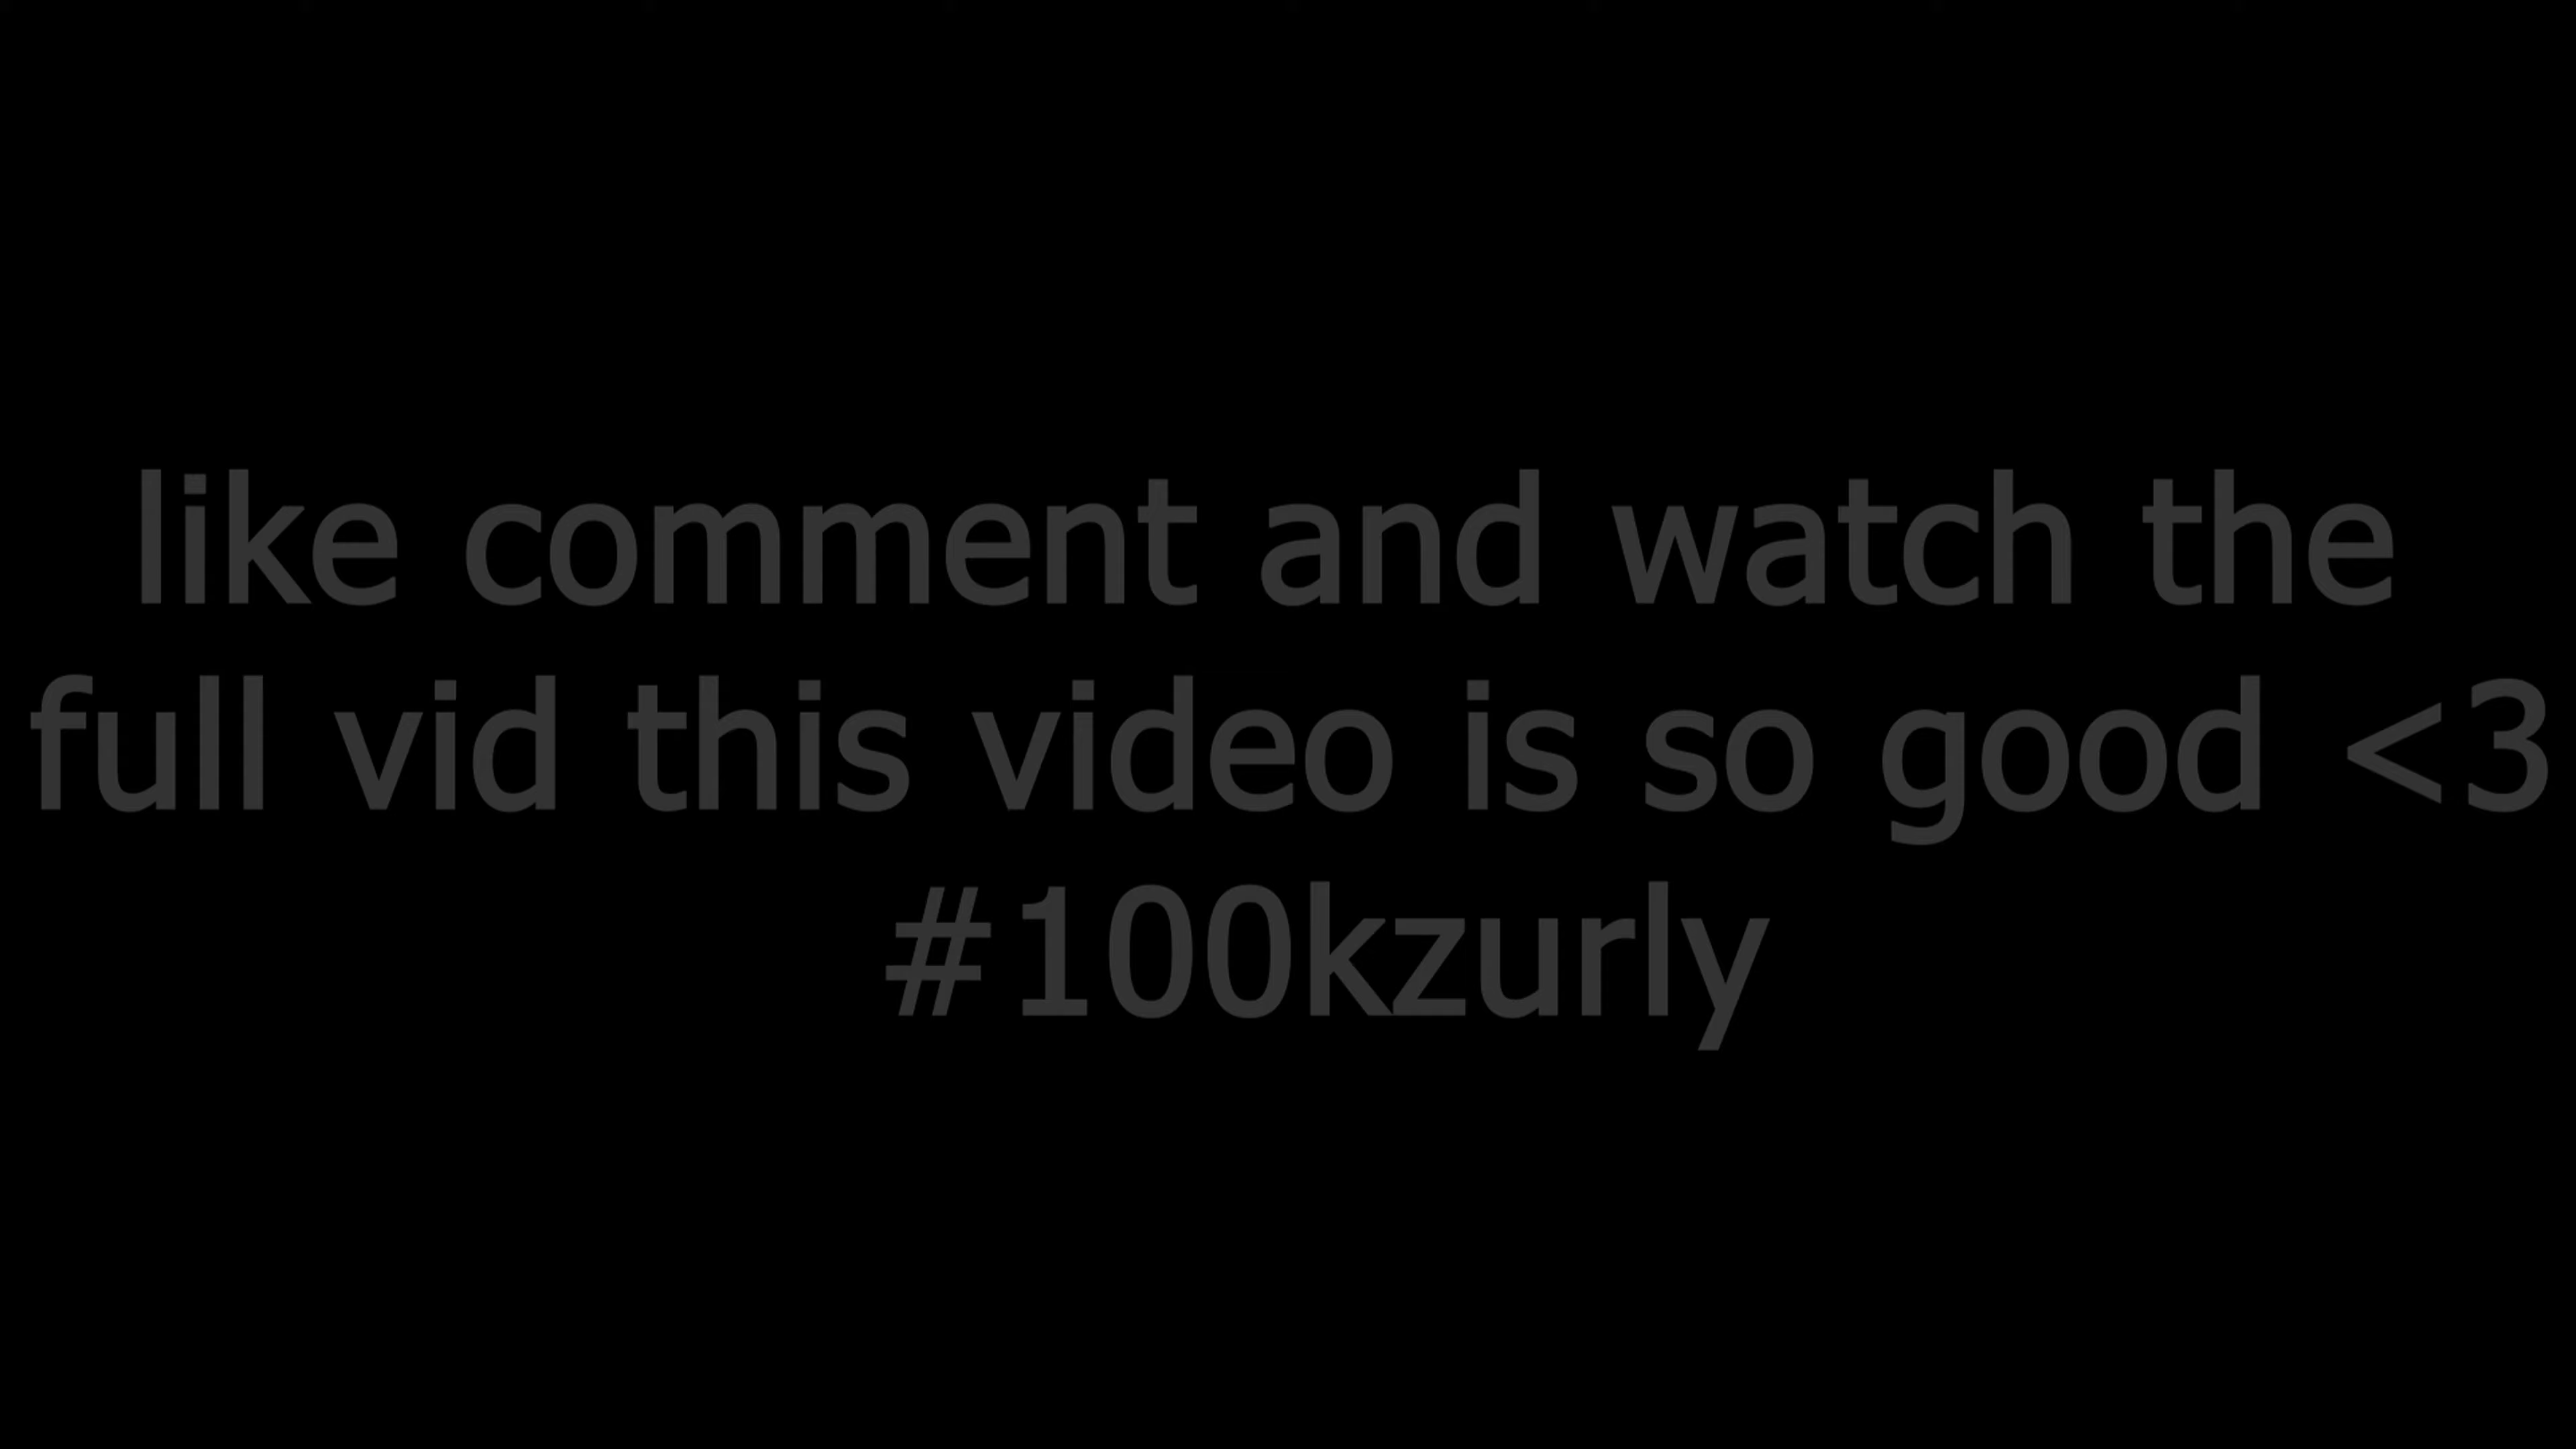 like comment and watch the
full vid this video is so good <3
#100kzurly